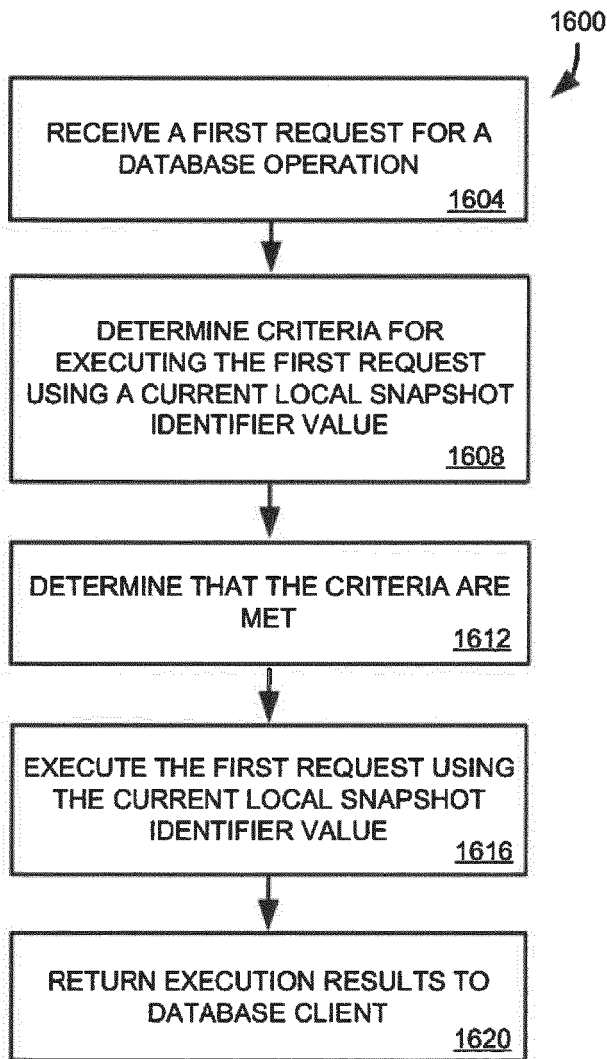 1600
RECEIVE A FIRST REQUEST FOR A
DATABASE OPERATION
1604
DETERMINE CRITERIA FOR
EXECUTING THE FIRST REQUEST
USING A CURRENT LOCAL SNAPSHOT
IDENTIFIER VALUE
1608
DETERMINE THAT THE CRITERIA ARE
MET
1612
EXECUTE THE FIRST REQUEST USING
THE CURRENT LOCAL SNAPSHOT
IDENTIFIER VALUE
1616
RETURN EXECUTION RESULTS TO
DATABASE CLIENT
1620